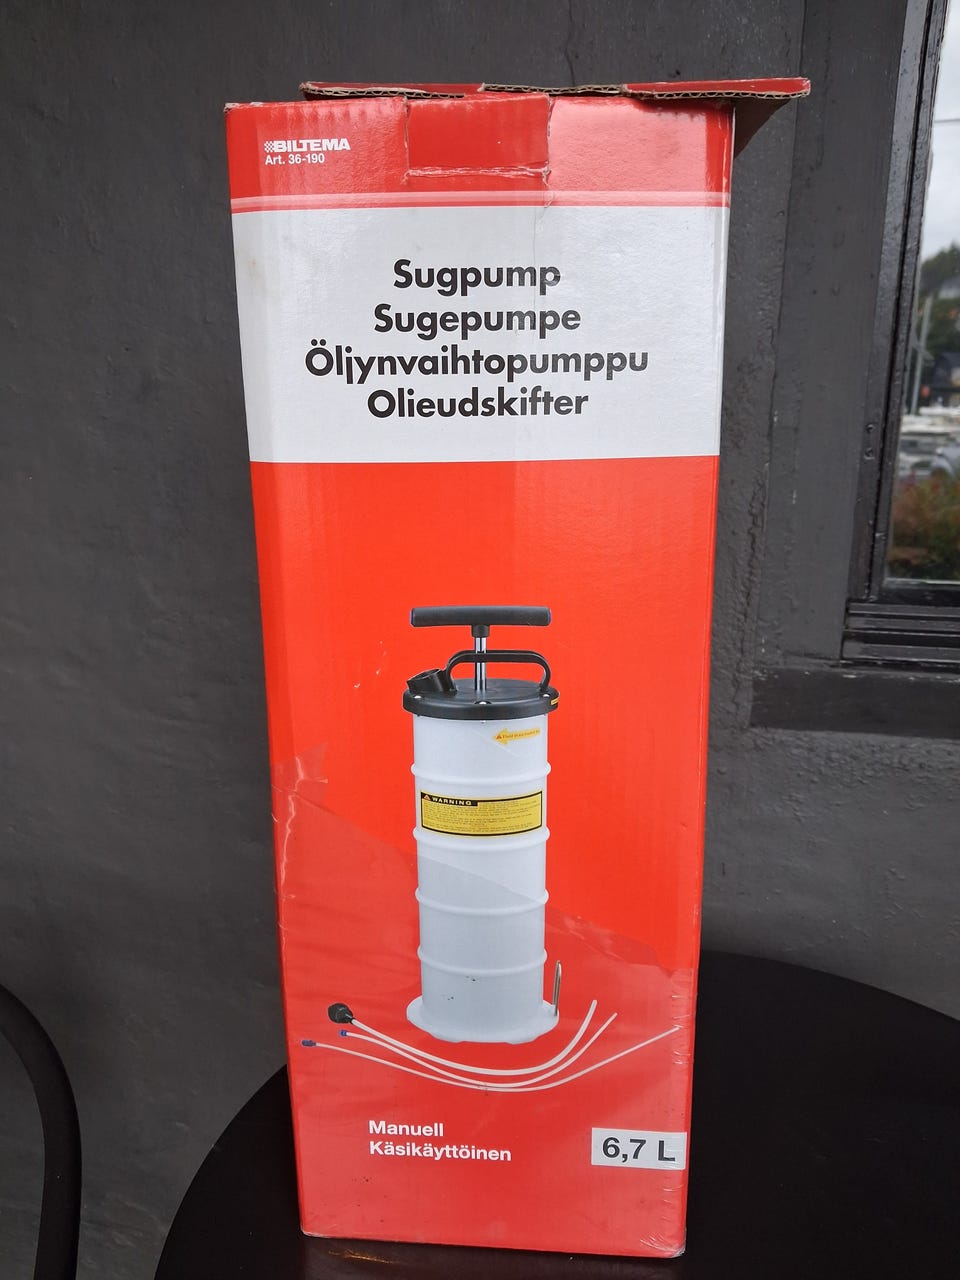 BILTEMA
Art. 36-190
Sugpump
Sugepumpe
Öljynvaihtopumppu
Olieudskifter
WARNING
Manuell
Käsikäyttöinen
6,7 L